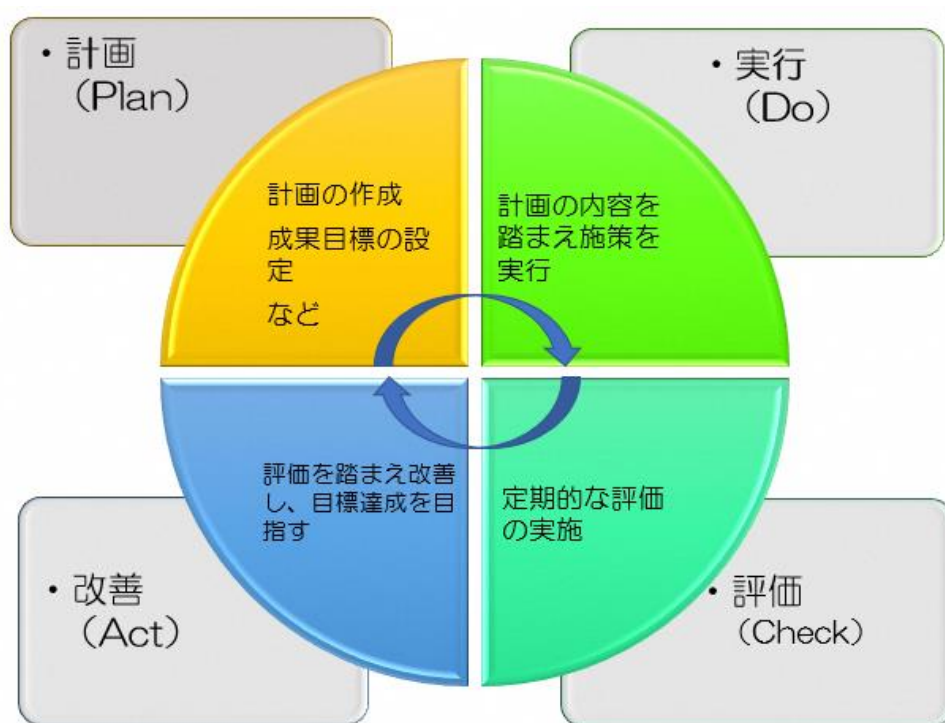 ・計画
（Plan）
計画の作成
成果目標の設
定
など
・実行
（Do）
計画の内容を
踏まえ施策を
実行
・評価
（Check）
定期的な評価
の実施
・改善
（Act）
評価を踏まえ改善
し、目標達成を目
指す